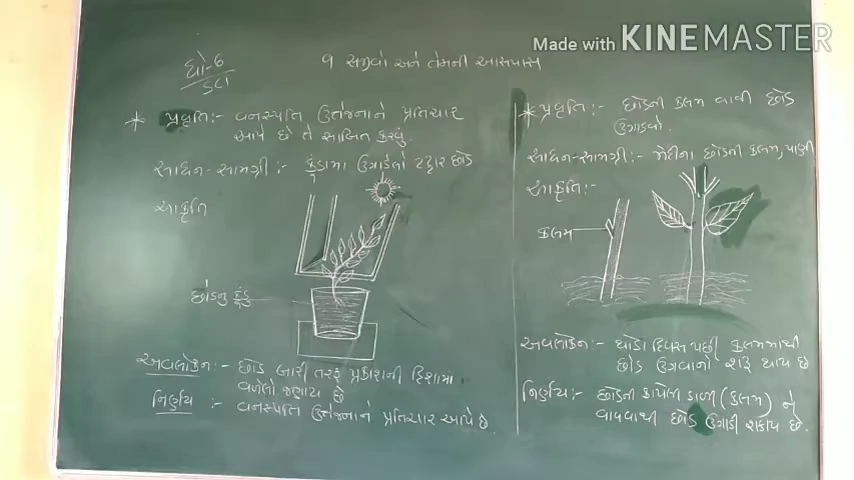 Made with KINEMASTER
ધો-૬
૧ સજીવો અને તેમની આસપાસ
* પ્રવૃતિ:- વનસ્પતિ ઉત્તેજનાને પ્રતિચાર
આપે છે તે સાબિત કરવું.
સાધન-સામગ્રી:- કુંડામા ઉગાડેલો ટટ્ટાર છોડ
આકૃતિ
છોડનુ કુંડુ
અવલોકન:- છોડ બારી તરફ પ્રકાશની દિશામાં
વળેલો જણાય છે
નિર્ણય :- વનસ્પતિ ઉત્તેજનાને પ્રતિચાર આપે છે.
* પ્રવૃતિ:- છોડની કલમ વાવી છોડ
ઉગાડવો.
સાધન-સામગ્રી:- મેંદીના છોડની કલમ, પાણી
આકૃતિ:-
કલમ
અવલોકન:- થોડા દિવસ પછી કલમમાથી
છોડ ઉગવાનો શરૂ થાય છે
નિર્ણય:- છોડની કાપેલી ડાળી (કલમ) ને
વાવવાથી છોડ ઉગાડી શકાય છે.